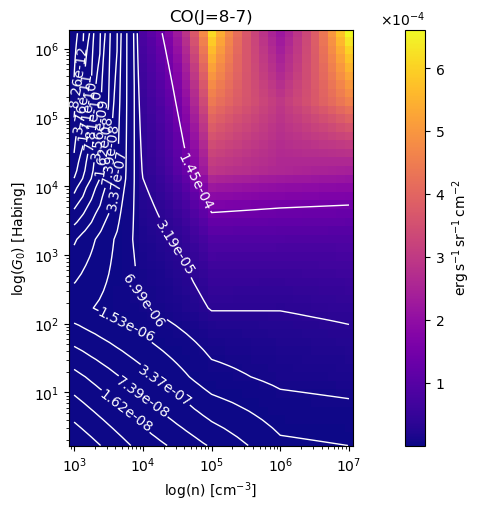 CO(J=8-7)
×10⁻⁴
10⁶
10⁵
10⁴
10³
10²
10¹
log(G₀) [Habing]
3.37e-07
1.45e-04
3.19e-05
6.99e-06
1.53e-06
3.37e-07
7.39e-08
1.62e-08
10³
10⁴
10⁵
10⁶
10⁷
log(n) [cm⁻³]
6
5
4
3
2
1
erg s⁻¹ sr⁻¹ cm⁻²